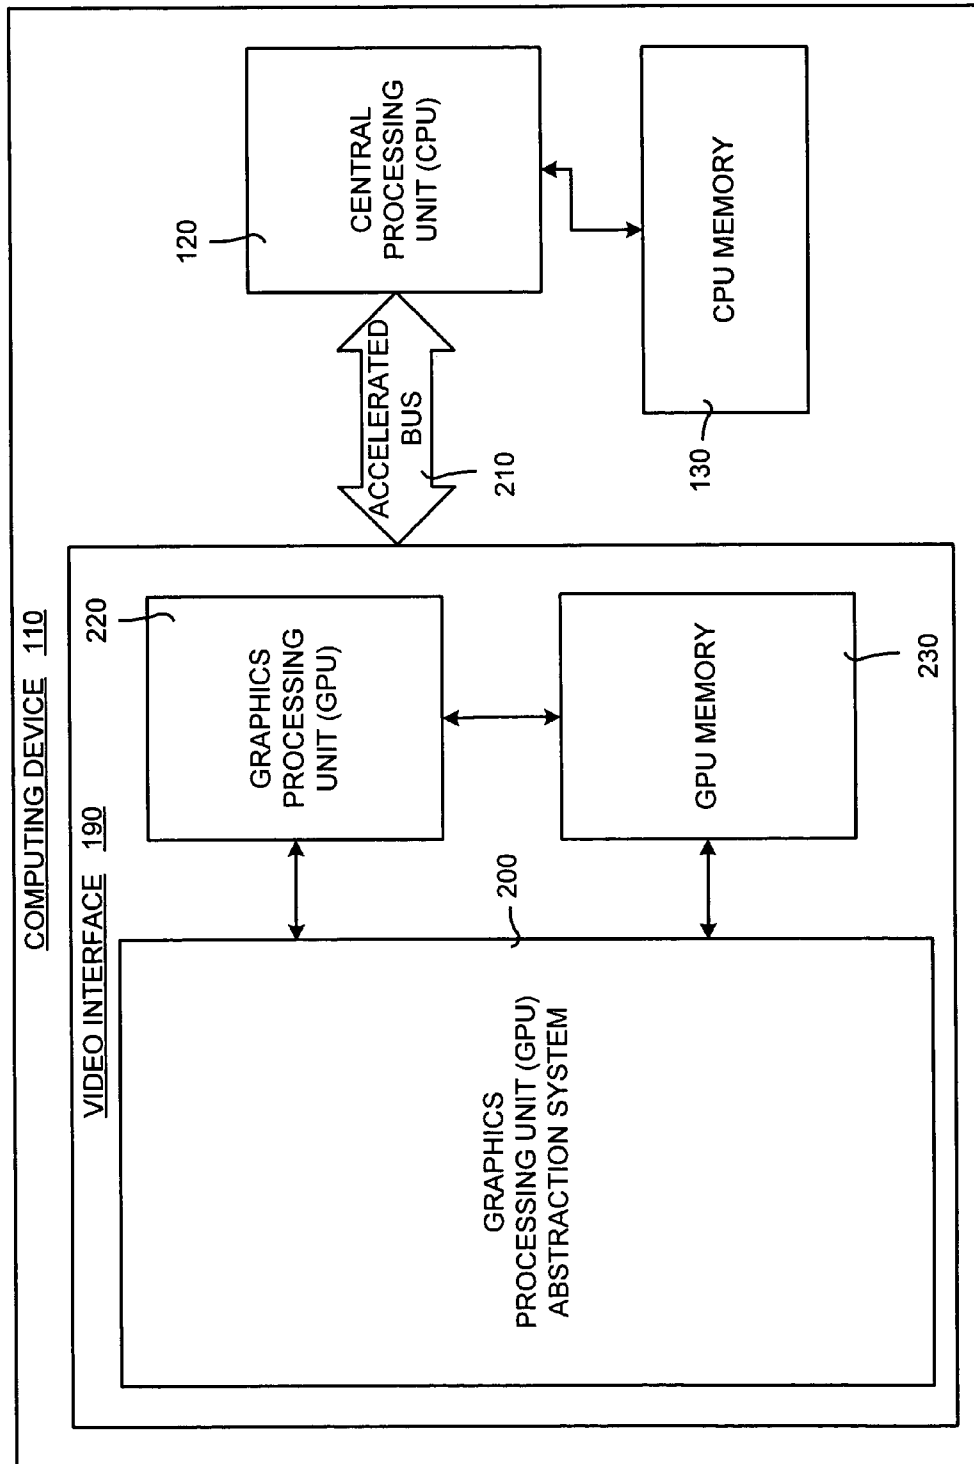 COMPUTING DEVICE 110
VIDEO INTERFACE 190
GRAPHICS
PROCESSING UNIT (GPU)
ABSTRACTION SYSTEM
200
GRAPHICS
PROCESSING
UNIT (GPU)
220
GPU MEMORY
230
ACCELERATED
BUS
210
CENTRAL
PROCESSING
UNIT (CPU)
120
CPU MEMORY
130